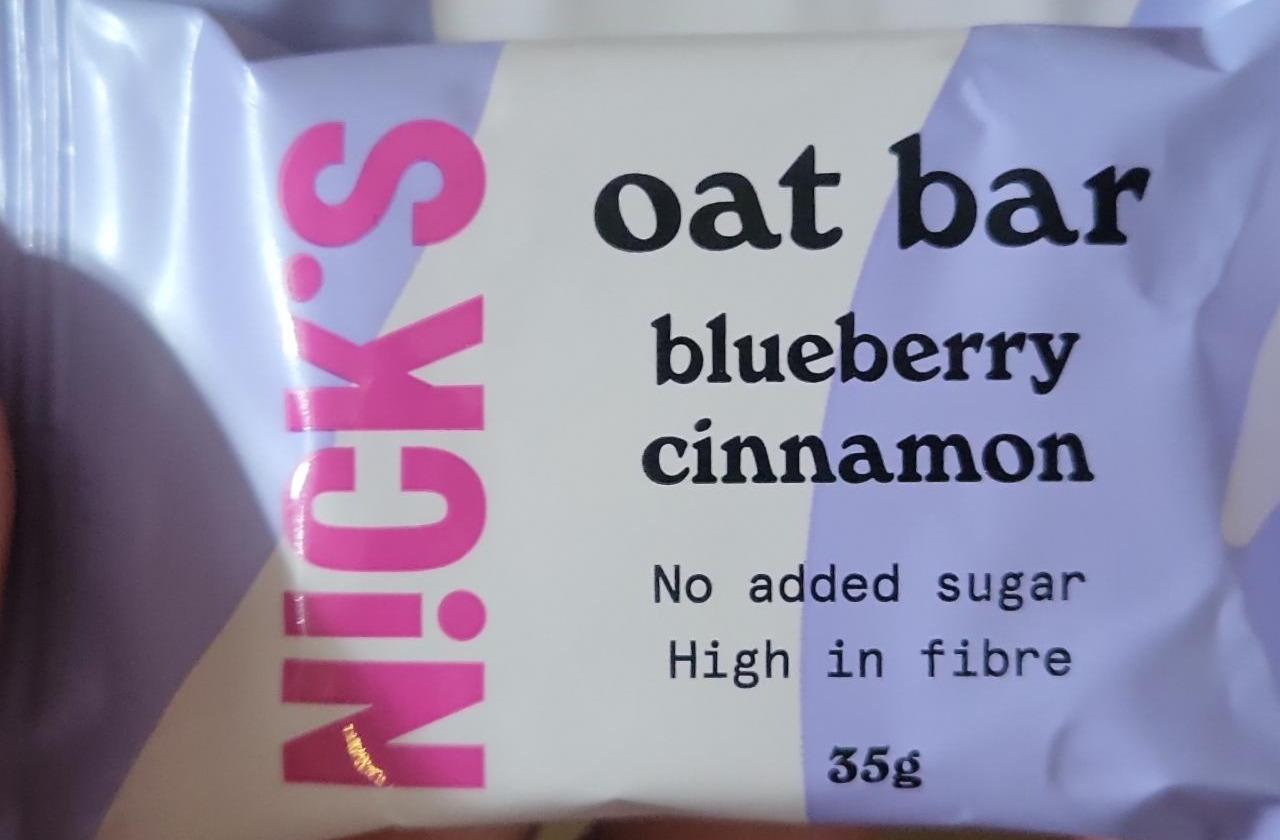 N!CK'S
oat bar
blueberry
cinnamon
No added sugar
High in fibre
35g